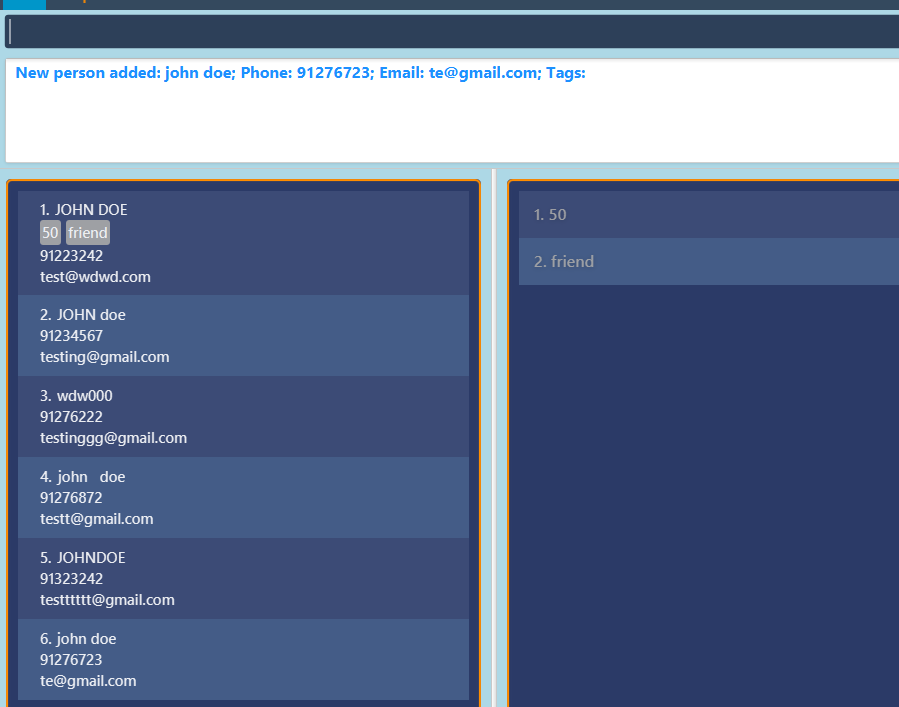 New person added: john doe; Phone: 91276723; Email: te@gmail.com; Tags:
1. JOHN DOE
50 friend
91223242
test@wdwd.com
2. JOHN doe
91234567
testing@gmail.com
3. wdw000
91276222
testinggg@gmail.com
4. john   doe
91276872
testt@gmail.com
5. JOHNDOE
91323242
testttttt@gmail.com
6. john doe
91276723
te@gmail.com
1. 50
2. friend